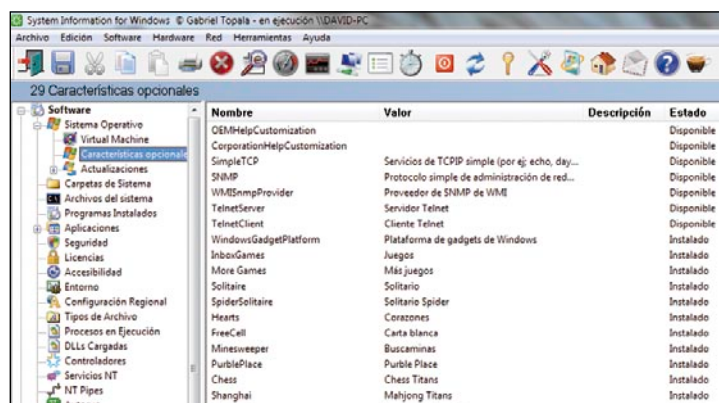 System Information for Windows © Gabriel Topala - en ejecución \\DAVID-PC
Archivo Edición Software Hardware Red Herramientas Ayuda
29 Características opcionales
Software
Sistema Operativo
Virtual Machine
Características opcionale
Actualizaciones
Carpetas de Sistema
Archivos del sistema
Programas Instalados
Aplicaciones
Seguridad
Licencias
Accesibilidad
Entorno
Configuración Regional
Tipos de Archivo
Procesos en Ejecución
DLLs Cargadas
Controladores
Servicios NT
NT Pipes
Nombre Valor Descripción Estado
OEMHelpCustomization Disponible
CorporationHelpCustomization Disponible
SimpleTCP Servicios de TCPIP simple (por ej: echo, day... Disponible
SNMP Protocolo simple de administración de red... Disponible
WMISnmpProvider Proveedor de SNMP de WMI Disponible
TelnetServer Servidor Telnet Disponible
TelnetClient Cliente Telnet Disponible
WindowsGadgetPlatform Plataforma de gadgets de Windows Instalado
InboxGames Juegos Instalado
More Games Más juegos Instalado
Solitaire Solitario Instalado
SpiderSolitaire Solitario Spider Instalado
Hearts Corazones Instalado
FreeCell Carta blanca Instalado
Minesweeper Buscaminas Instalado
PurblePlace Purble Place Instalado
Chess Chess Titans Instalado
Shanghai Mahjong Titans Instalado